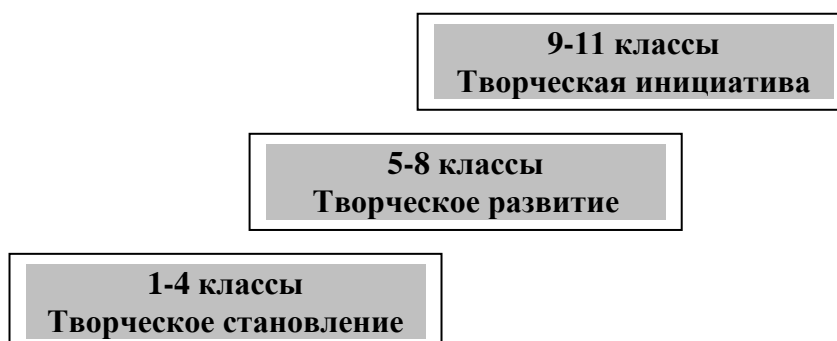 9-11 классы
Творческая инициатива
5-8 классы
Творческое развитие
1-4 классы
Творческое становление